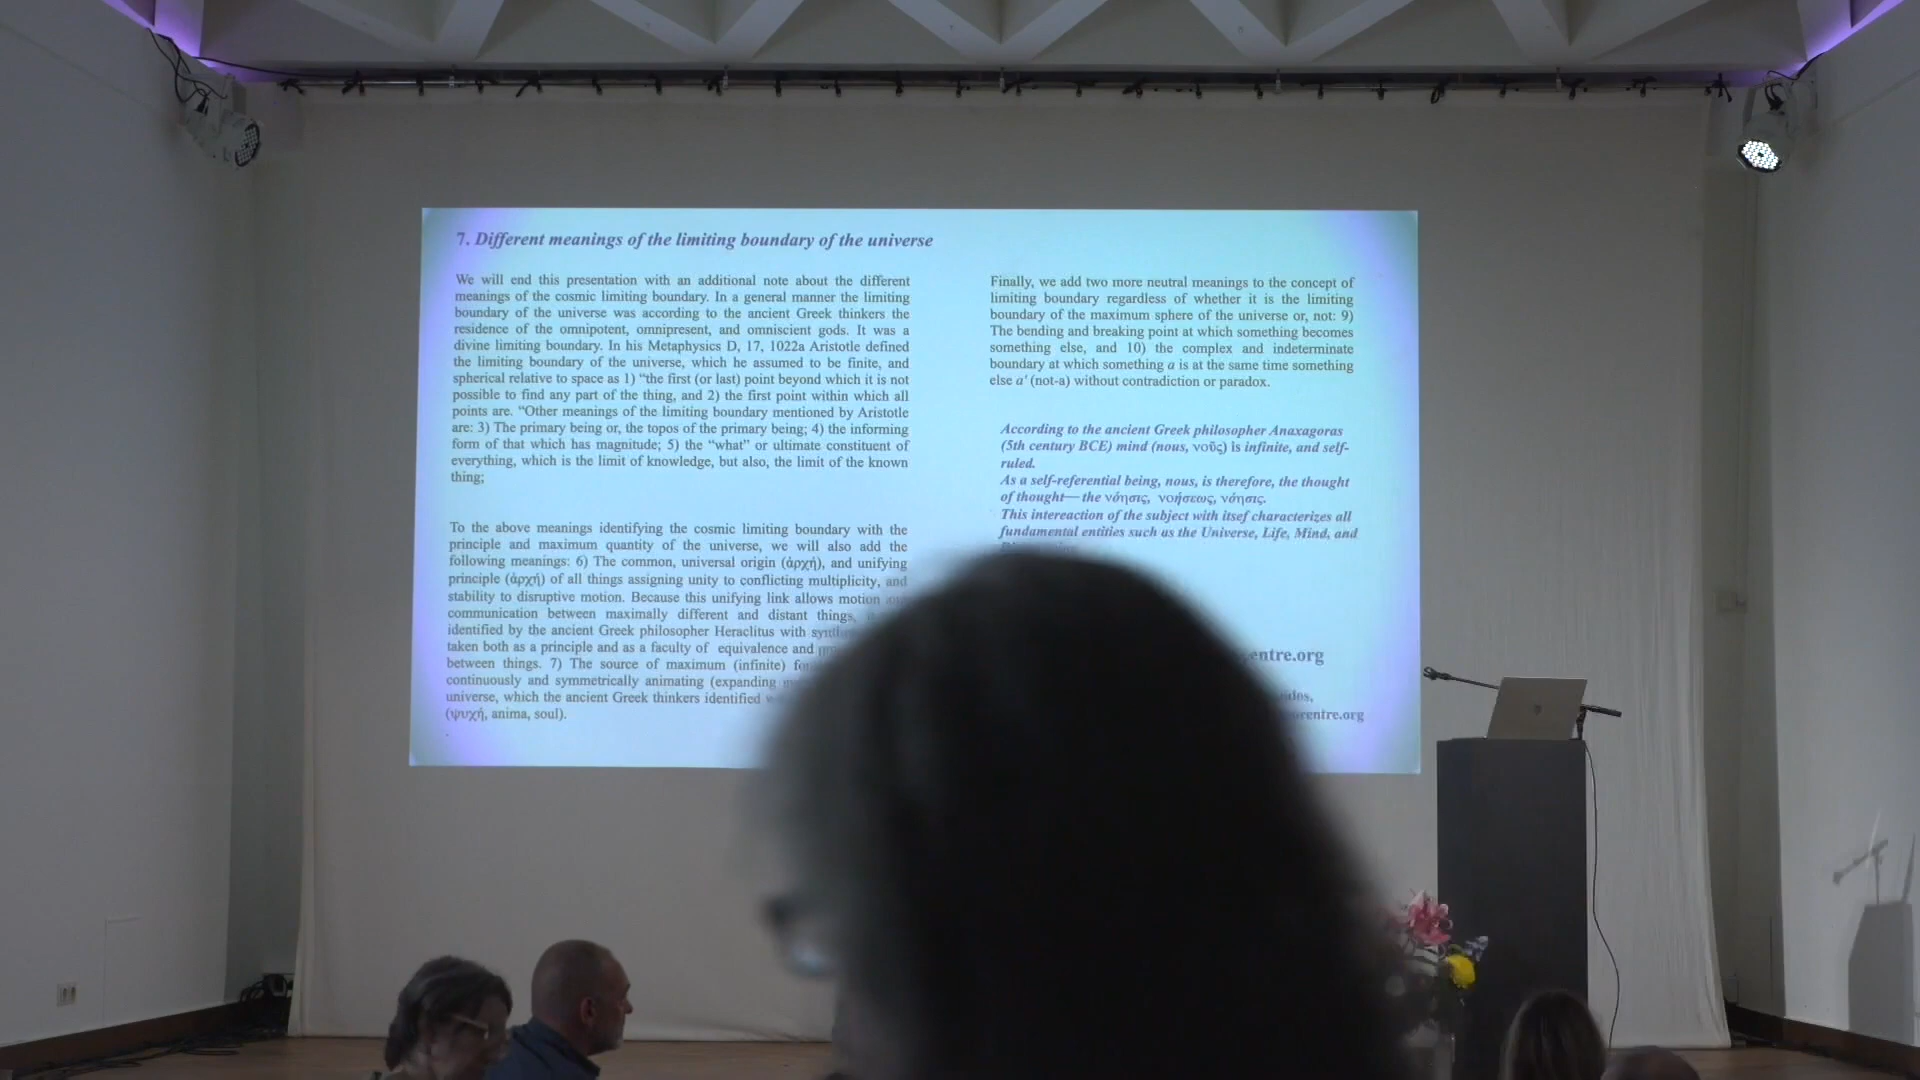 7. Different meanings of the limiting boundary of the universe
We will end this presentation with an additional note about the different
meanings of the cosmic limiting boundary. In a general manner the limiting
boundary of the universe was according to the ancient Greek thinkers the
residence of the omnipotent, omnipresent, and omniscient gods. It was a
divine limiting boundary. In his Metaphysics D, 17, 1022a Aristotle defined
the limiting boundary of the universe, which he assumed to be finite, and
spherical relative to space as 1) “the first (or last) point beyond which it is not
possible to find any part of the thing, and 2) the first point within which all
points are. “Other meanings of the limiting boundary mentioned by Aristotle
are: 3) The primary being or, the topos of the primary being; 4) the informing
form of that which has magnitude; 5) the “what” or ultimate constituent of
everything, which is the limit of knowledge, but also, the limit of the known
thing;
To the above meanings identifying the cosmic limiting boundary with the
principle and maximum quantity of the universe, we will also add the
following meanings: 6) The common, universal origin (ἀρχή), and unifying
principle (ἀρχή) of all things assigning unity to conflicting multiplicity, and
stability to disruptive motion. Because this unifying link allows motion
communication between maximally different and distant things,
identified by the ancient Greek philosopher Heraclitus with
taken both as a principle and as a faculty of equivalence and
between things. 7) The source of maximum (infinite)
continuously and symmetrically animating (expanding
universe, which the ancient Greek thinkers identified
(ψυχή, anima, soul).
Finally, we add two more neutral meanings to the concept of
limiting boundary regardless of whether it is the limiting
boundary of the maximum sphere of the universe or, not: 9)
The bending and breaking point at which something becomes
something else, and 10) the complex and indeterminate
boundary at which something a is at the same time something
else a' (not-a) without contradiction or paradox.
According to the ancient Greek philosopher Anaxagoras
(5th century BCE) mind (nous, νοῦς) is infinite, and self-
ruled.
As a self-referential being, nous, is therefore, the thought
of thought—the νόησις, νοήσεως, νόησις.
This intereaction of the subject with itsef characterizes all
fundamental entities such as the Universe, Life, Mind, and
entre.org